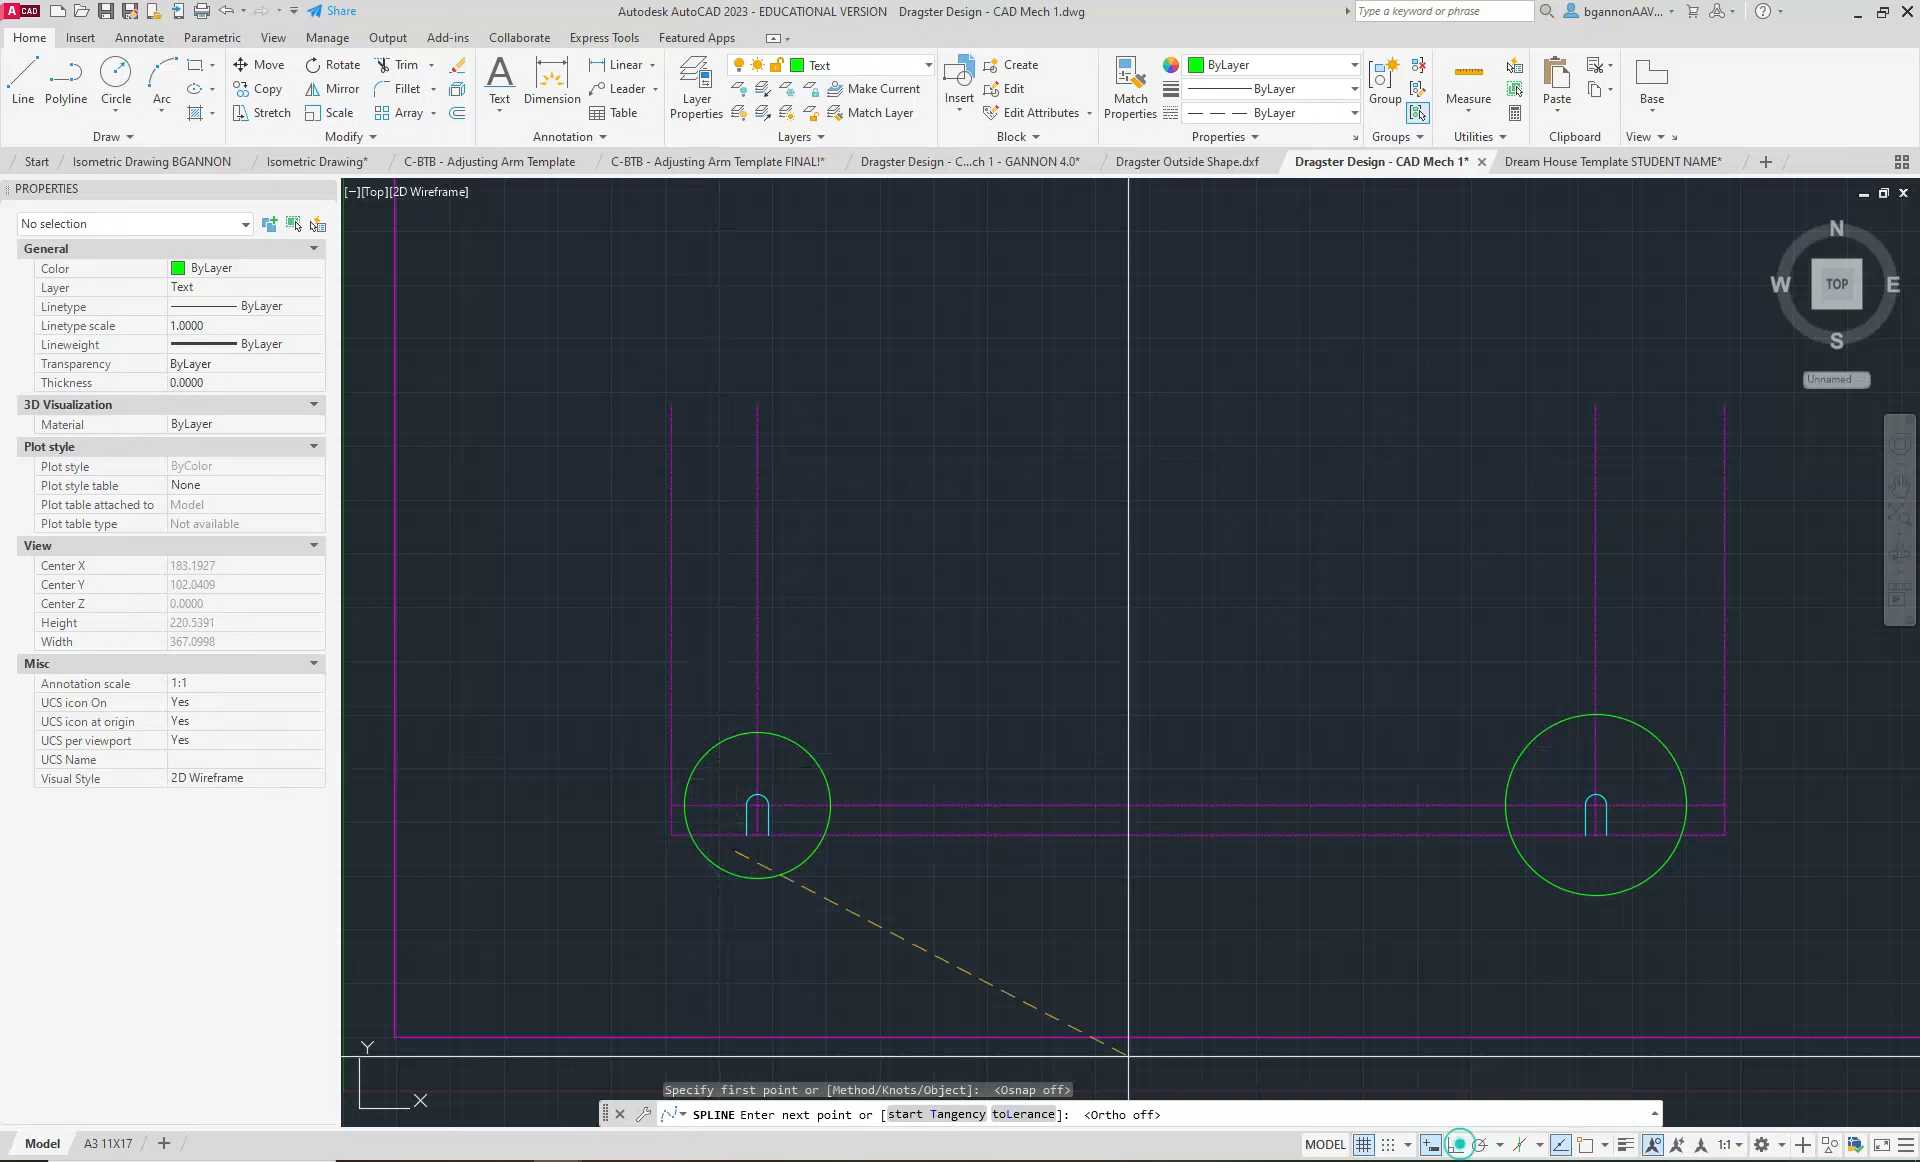 A CAD Share Autodesk AutoCAD 2023 - EDUCATIONAL VERSION Dragster Design - CAD Mech 1.dwg Type a keyword or phrase bgannonAAV...
Home Insert Annotate Parametric View Manage Output Add-ins Collaborate Express Tools Featured Apps
Line Polyline Circle Arc
Move Rotate Trim
Copy Mirror Fillet
Stretch Scale Array
Text Dimension
Linear
Leader
Table
Layer
Properties
Text
Make Current
Match Layer
Insert
Create
Edit
Edit Attributes
Match
Properties
ByLayer
ByLayer
ByLayer
Group Measure Paste Base
Draw Modify Annotation Layers Block Properties Groups Utilities Clipboard View
Start Isometric Drawing BGANNON Isometric Drawing* C-BTB - Adjusting Arm Template C-BTB - Adjusting Arm Template FINAL!* Dragster Design - C...ch 1 - GANNON 4.0* Dragster Outside Shape.dxf Dragster Design - CAD Mech 1* Dream House Template STUDENT NAME*
PROPERTIES
No selection
General
Color ByLayer
Layer Text
Linetype ByLayer
Linetype scale 1.0000
Lineweight ByLayer
Transparency ByLayer
Thickness 0.0000
3D Visualization
Material ByLayer
Plot style
Plot style ByColor
Plot style table None
Plot table attached to Model
Plot table type Not available
View
Center X 183.1927
Center Y 102.0409
Center Z 0.0000
Height 220.5391
Width 367.0998
Misc
Annotation scale 1:1
UCS icon On Yes
UCS icon at origin Yes
UCS per viewport Yes
UCS Name
Visual Style 2D Wireframe
[−][Top][2D Wireframe]
N
W TOP E
S
Unnamed
Y
X
Specify first point or [Method/Knots/Object]: <Osnap off>
SPLINE Enter next point or [start Tangency toLerance]: <Ortho off>
Model A3 11X17 MODEL 1:1